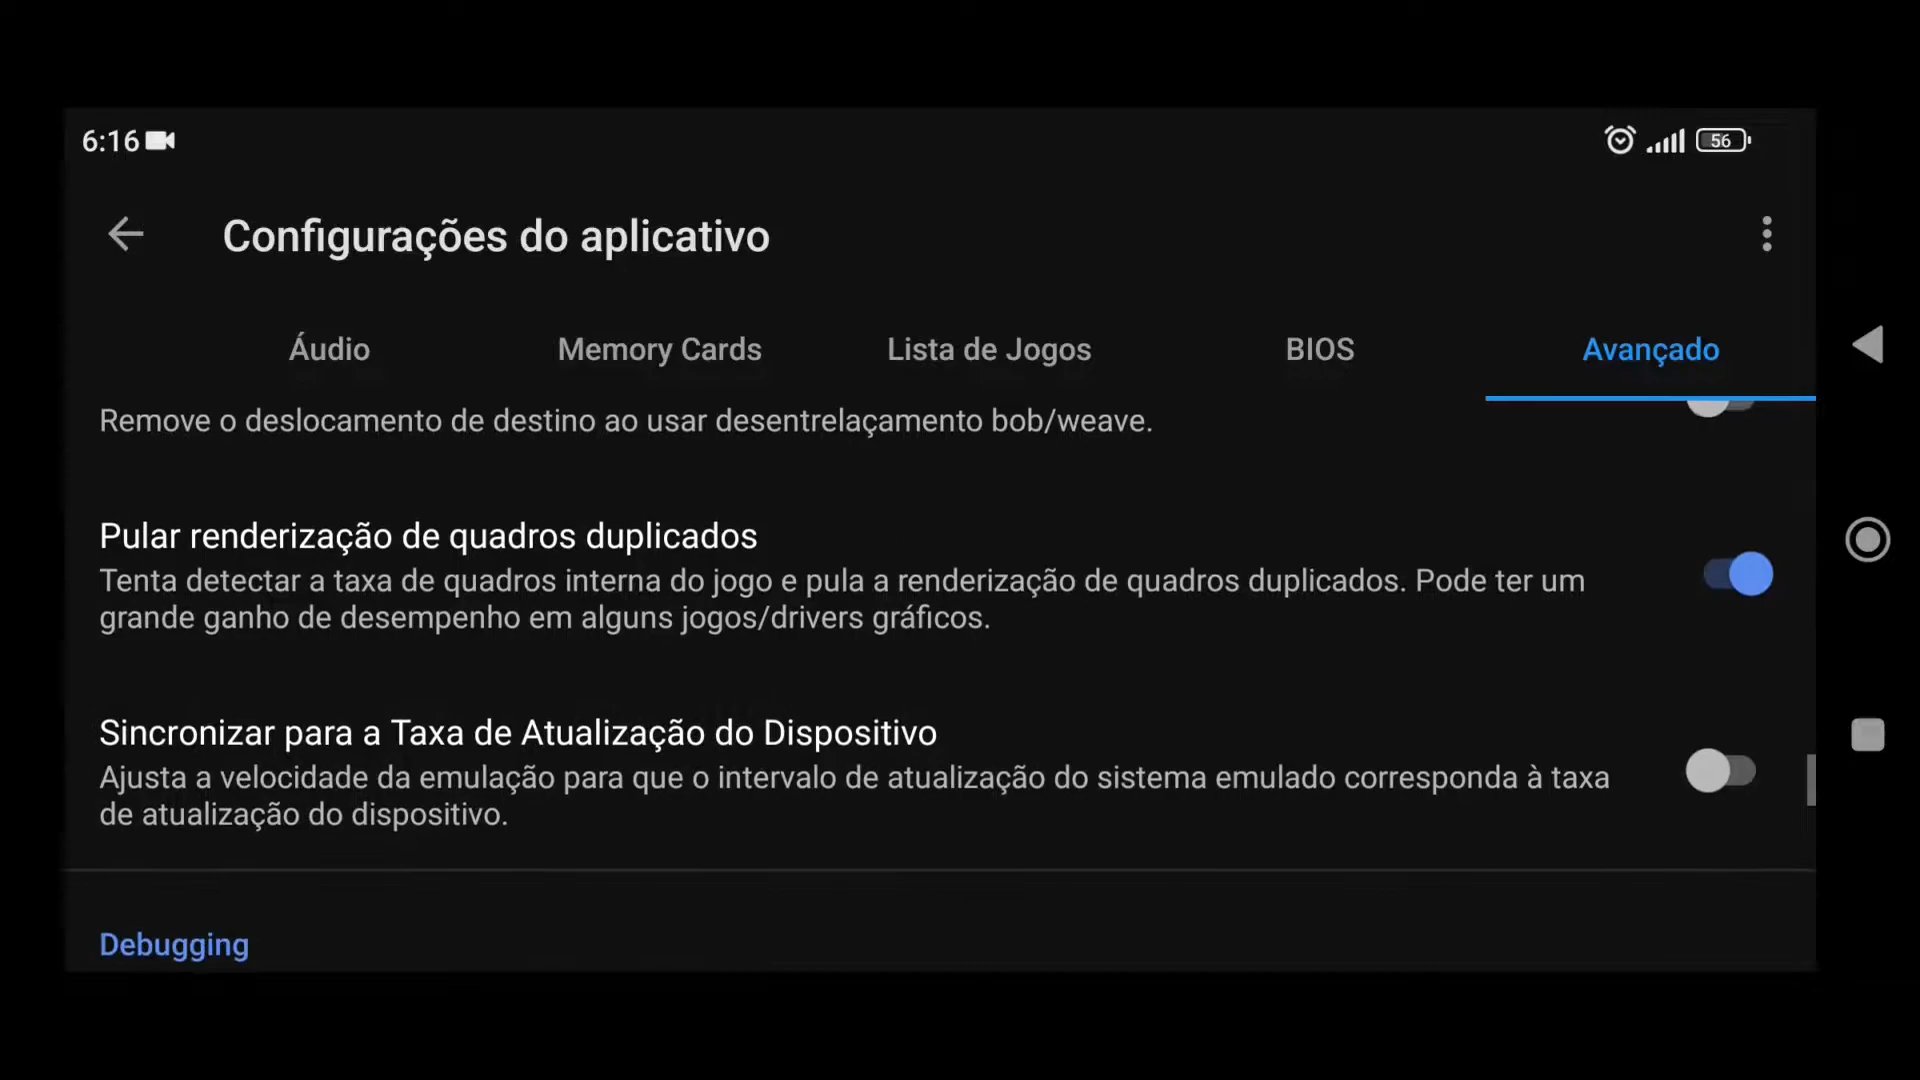 6:16
56
Configurações do aplicativo
Áudio
Memory Cards
Lista de Jogos
BIOS
Avançado
Remove o deslocamento de destino ao usar desentrelaçamento bob/weave.
Pular renderização de quadros duplicados
Tenta detectar a taxa de quadros interna do jogo e pula a renderização de quadros duplicados. Pode ter um
grande ganho de desempenho em alguns jogos/drivers gráficos.
Sincronizar para a Taxa de Atualização do Dispositivo
Ajusta a velocidade da emulação para que o intervalo de atualização do sistema emulado corresponda à taxa
de atualização do dispositivo.
Debugging